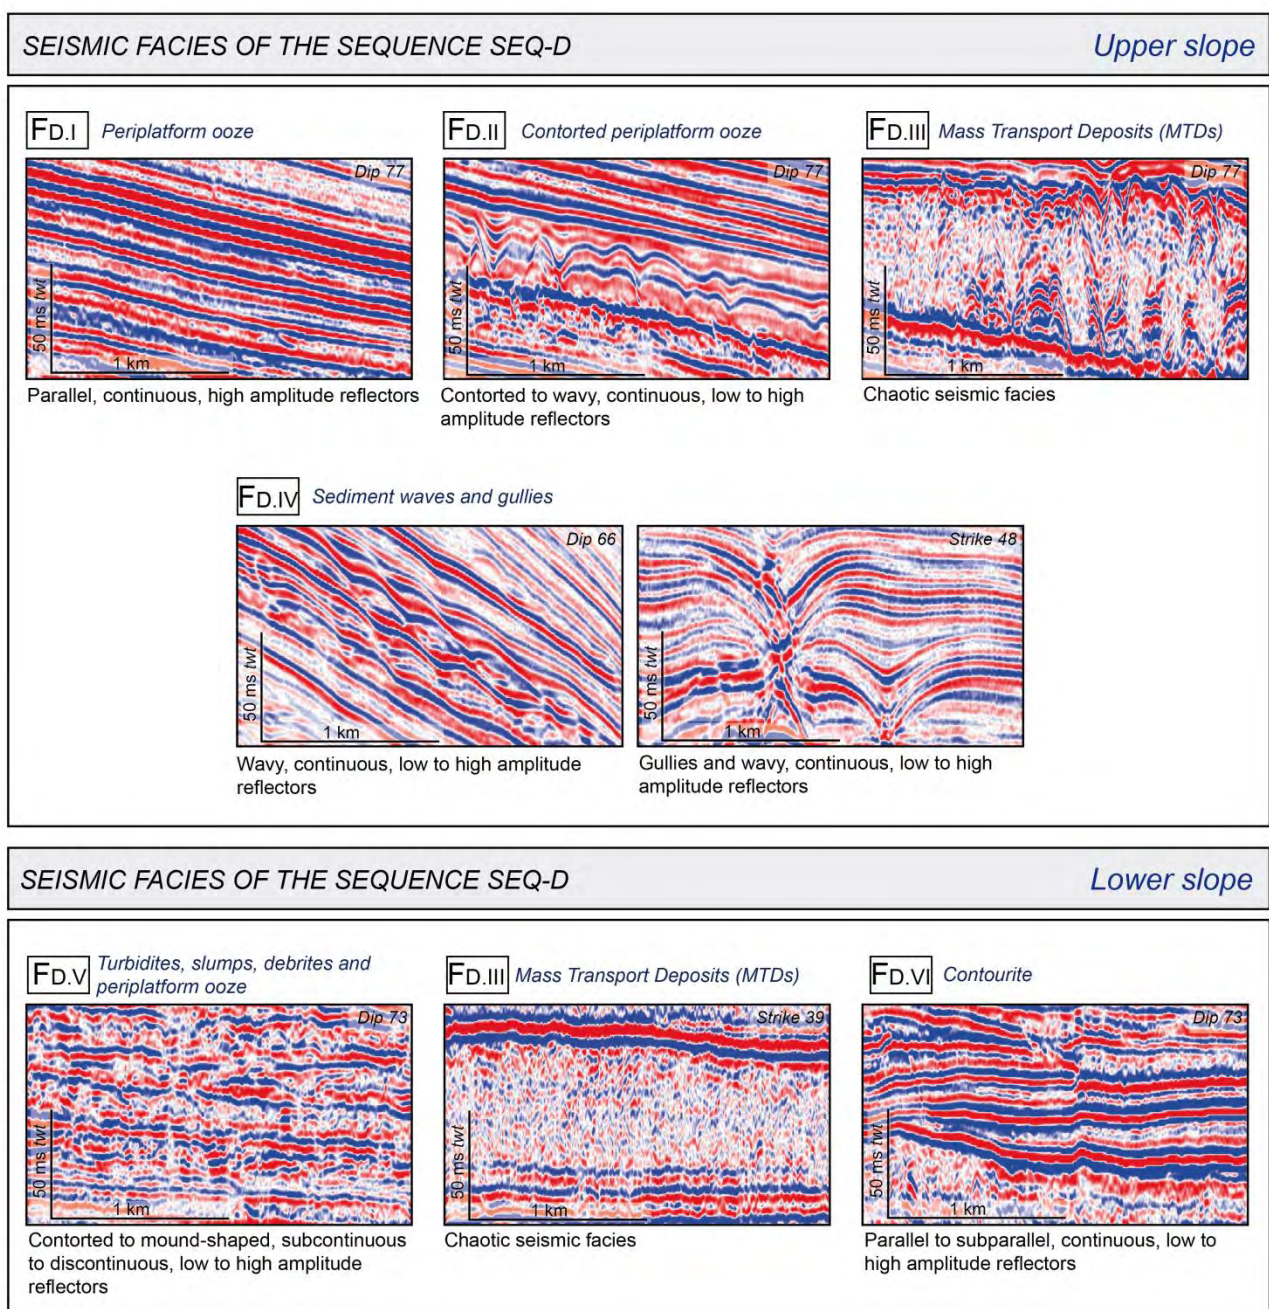 SEISMIC FACIES OF THE SEQUENCE SEQ-D
Upper slope
FD.I Periplatform ooze
Dip 77
50 ms twt
1 km
Parallel, continuous, high amplitude reflectors
FD.II Contorted periplatform ooze
Dip 77
50 ms twt
1 km
Contorted to wavy, continuous, low to high
amplitude reflectors
FD.III Mass Transport Deposits (MTDs)
Dip 77
50 ms twt
1 km
Chaotic seismic facies
FD.IV Sediment waves and gullies
Dip 66
50 ms twt
1 km
Wavy, continuous, low to high amplitude
reflectors
Strike 48
50 ms twt
1 km
Gullies and wavy, continuous, low to high
amplitude reflectors
SEISMIC FACIES OF THE SEQUENCE SEQ-D
Lower slope
FD.V Turbidites, slumps, debrites and
periplatform ooze
Dip 73
50 ms twt
1 km
Contorted to mound-shaped, subcontinuous
to discontinuous, low to high amplitude
reflectors
FD.III Mass Transport Deposits (MTDs)
Strike 39
50 ms twt
1 km
Chaotic seismic facies
FD.VI Contourite
Dip 73
50 ms twt
1 km
Parallel to subparallel, continuous, low to
high amplitude reflectors